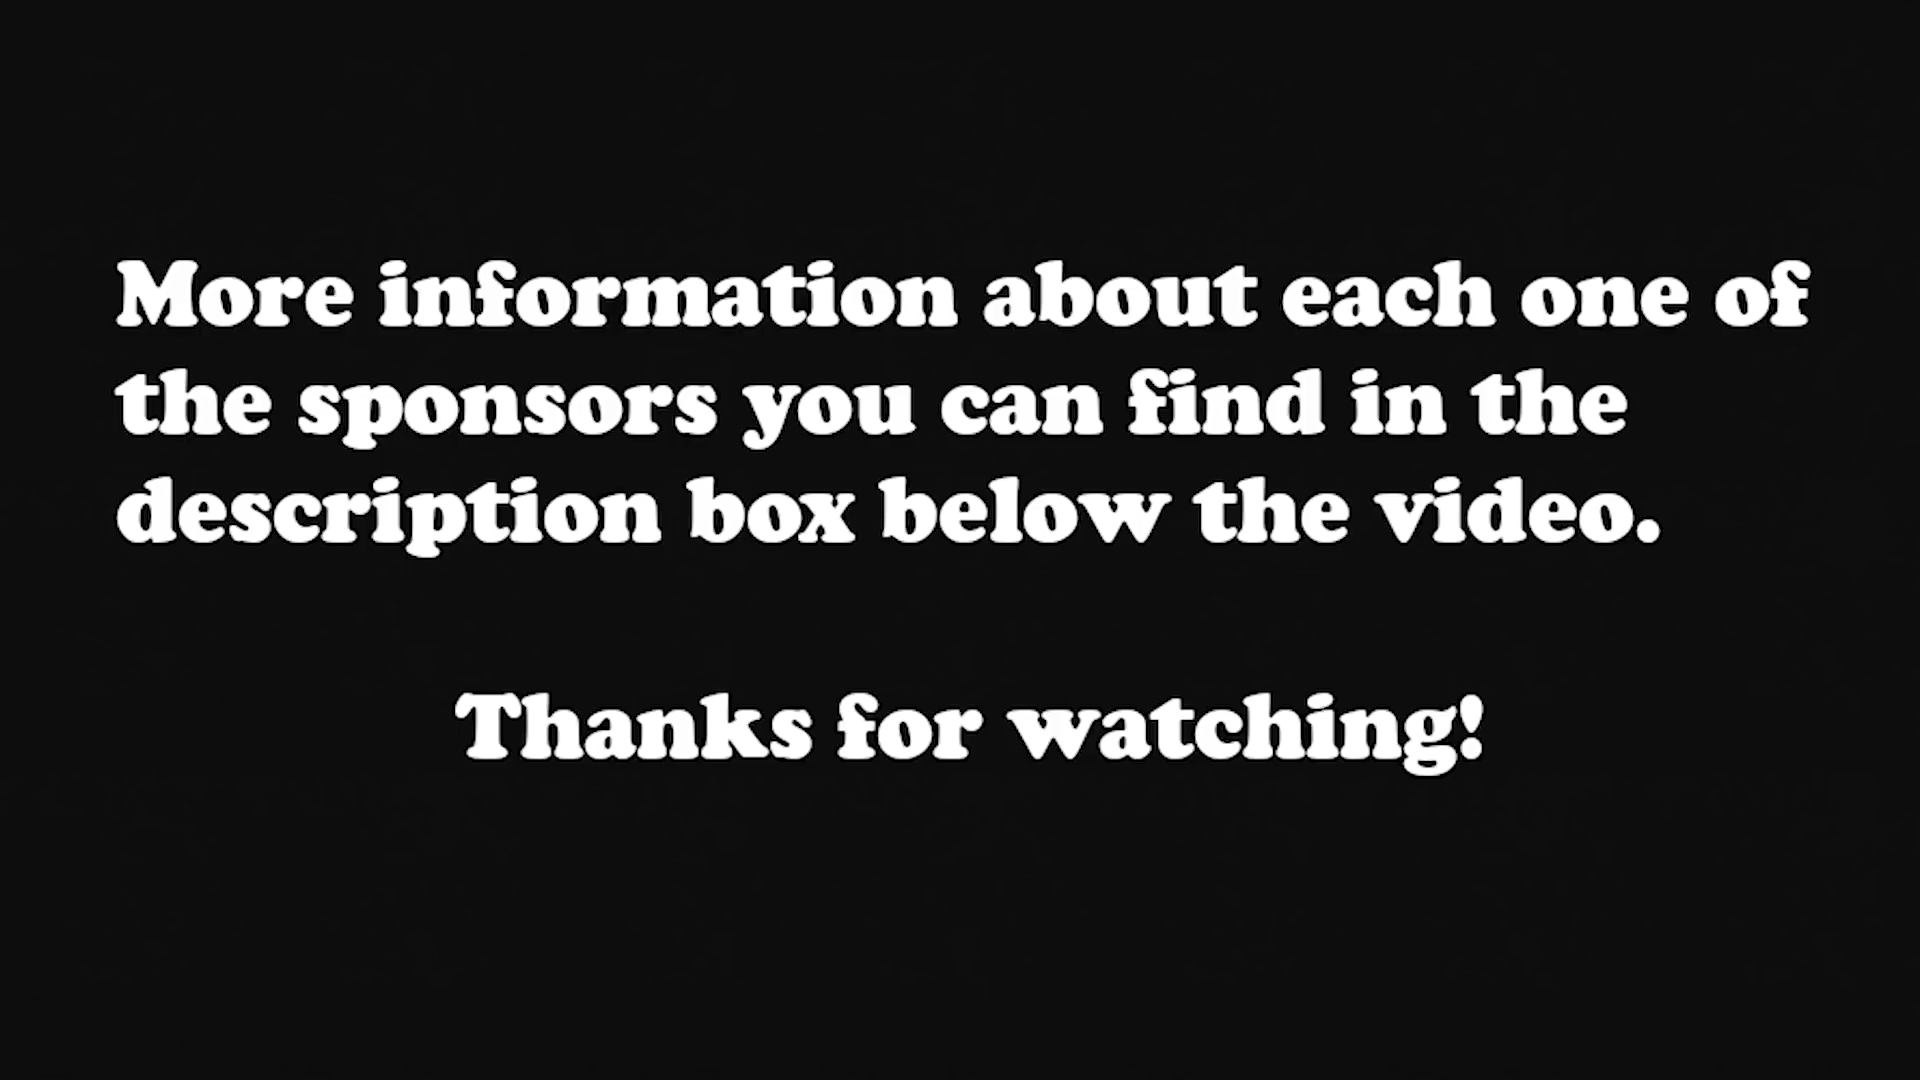 More information about each one of
the sponsors you can find in the
description box below the video.
Thanks for watching!